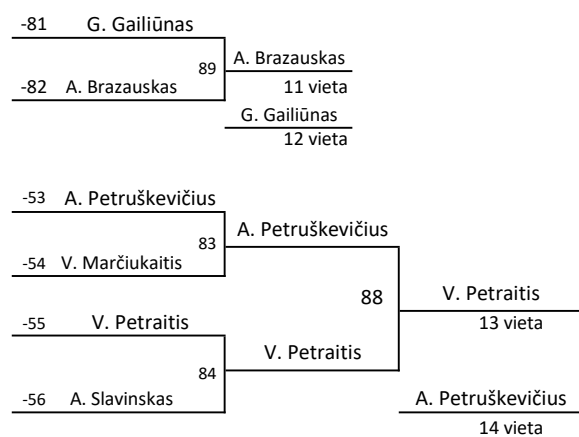 -81 G. Gailiūnas
89 A. Brazauskas
-82 A. Brazauskas 11 vieta
G. Gailiūnas
12 vieta
-53 A. Petruškevičius
83 A. Petruškevičius
-54 V. Marčiukaitis
88 V. Petraitis
-55 V. Petraitis 13 vieta
84 V. Petraitis
-56 A. Slavinskas A. Petruškevičius
14 vieta